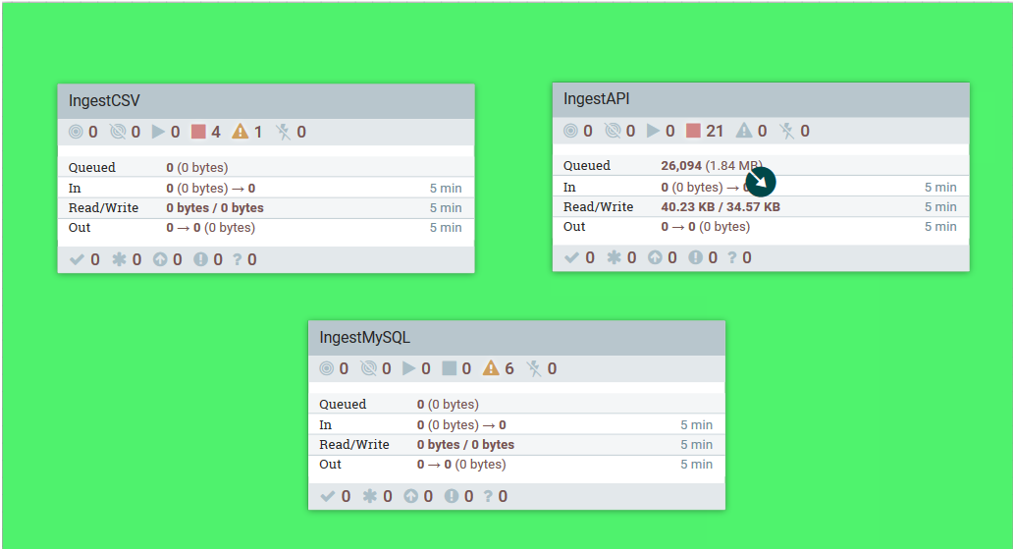 IngestCSV
0 0 0 4 1 0
Queued 0 (0 bytes)
In 0 (0 bytes) → 0 5 min
Read/Write 0 bytes / 0 bytes 5 min
Out 0 → 0 (0 bytes) 5 min
0 0 0 0 ? 0
IngestAPI
0 0 0 21 0 0
Queued 26,094 (1.84 MB)
In 0 (0 bytes) → 5 min
Read/Write 40.23 KB / 34.57 KB 5 min
Out 0 → 0 (0 bytes) 5 min
0 0 0 0 ? 0
IngestMySQL
0 0 0 0 6 0
Queued 0 (0 bytes)
In 0 (0 bytes) → 0 5 min
Read/Write 0 bytes / 0 bytes 5 min
Out 0 → 0 (0 bytes) 5 min
0 0 0 0 ? 0